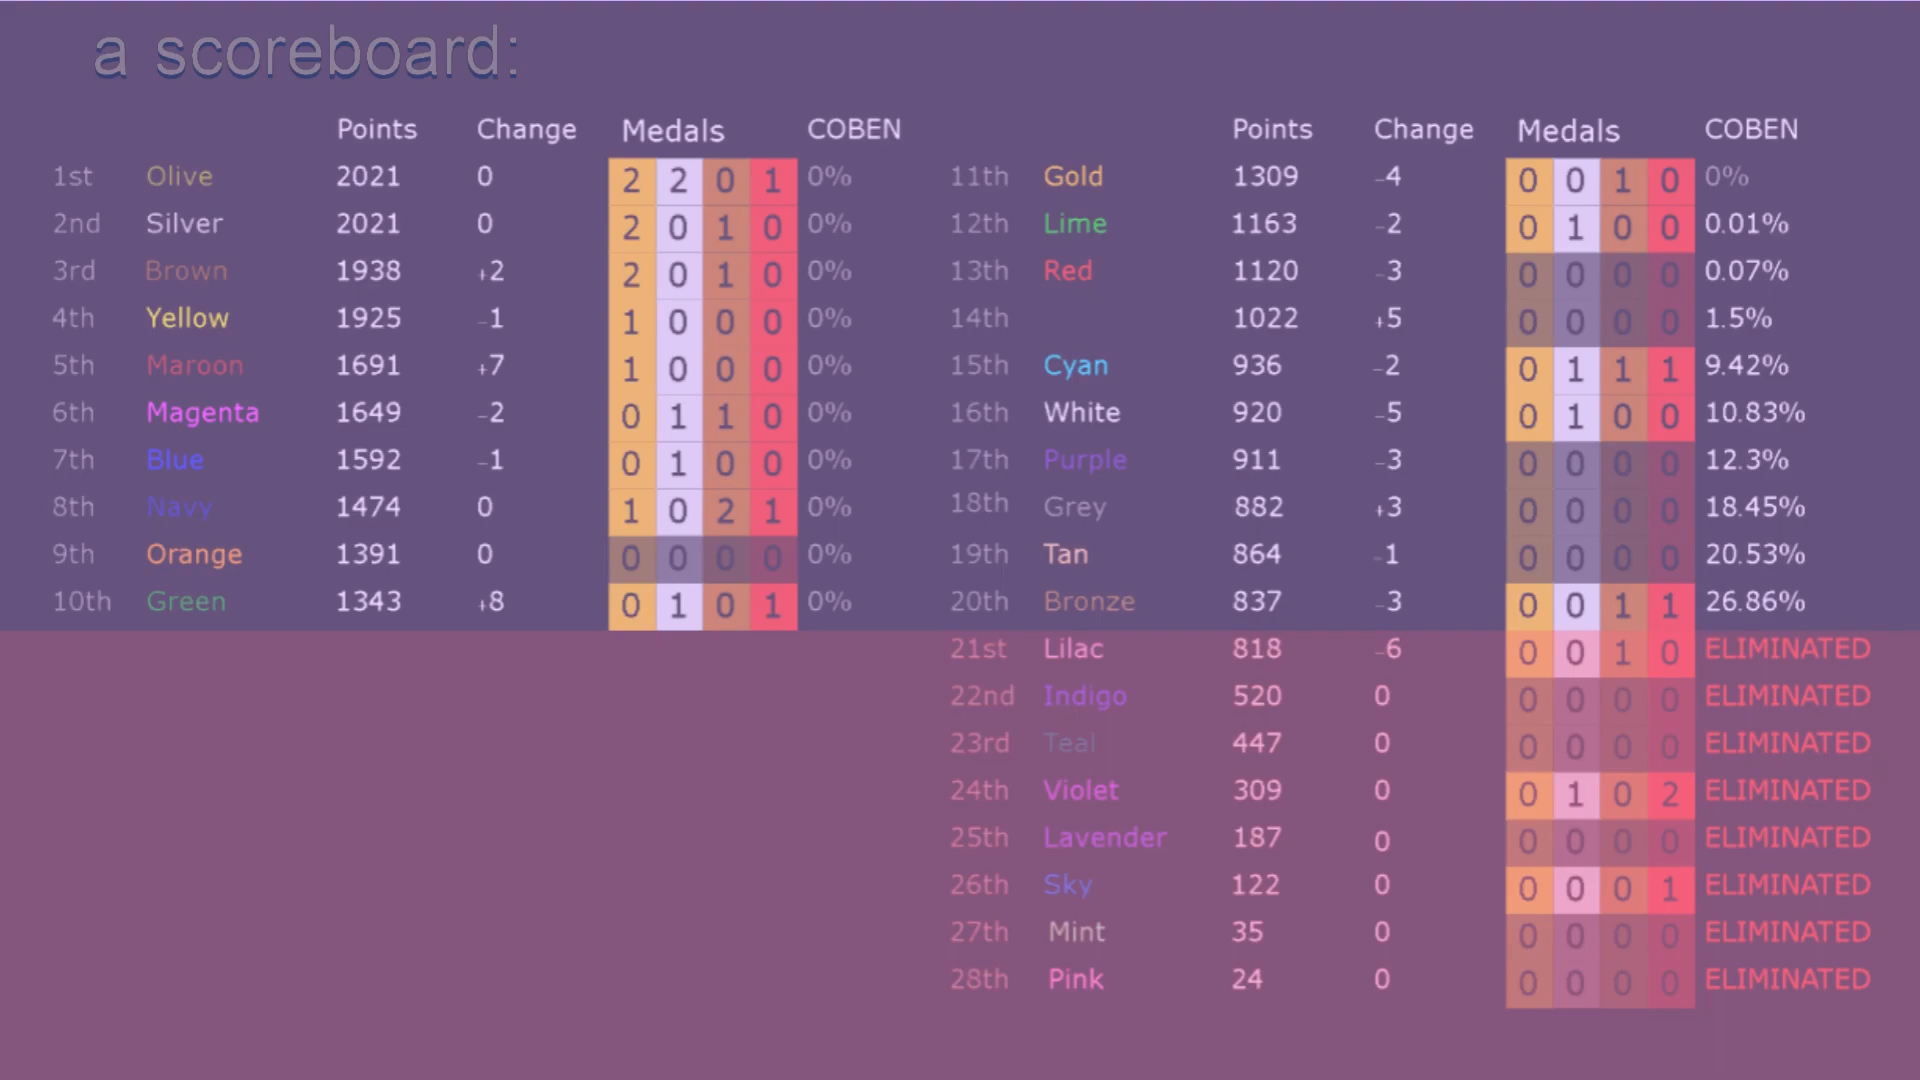 a scoreboard:
Points Change Medals COBEN Points Change Medals COBEN
1st Olive 2021 0 2 2 0 1 0% 11th Gold 1309 -4 0 0 1 0 0%
2nd Silver 2021 0 2 0 1 0 0% 12th Lime 1163 -2 0 1 0 0 0.01%
3rd Brown 1938 +2 2 0 1 0 0% 13th Red 1120 -3 0 0 0 0 0.07%
4th Yellow 1925 -1 1 0 0 0 0% 14th 1022 +5 0 0 0 0 1.5%
5th Maroon 1691 +7 1 0 0 0 0% 15th Cyan 936 -2 0 1 1 1 9.42%
6th Magenta 1649 -2 0 1 1 0 0% 16th White 920 -5 0 1 0 0 10.83%
7th Blue 1592 -1 0 1 0 0 0% 17th Purple 911 -3 0 0 0 0 12.3%
8th Navy 1474 0 1 0 2 1 0% 18th Grey 882 +3 0 0 0 0 18.45%
9th Orange 1391 0 0 0 0 0 0% 19th Tan 864 -1 0 0 0 0 20.53%
10th Green 1343 +8 0 1 0 1 0% 20th Bronze 837 -3 0 0 1 1 26.86%
21st Lilac 818 -6 0 0 1 0 ELIMINATED
22nd Indigo 520 0 0 0 0 0 ELIMINATED
23rd Teal 447 0 0 0 0 0 ELIMINATED
24th Violet 309 0 0 1 0 2 ELIMINATED
25th Lavender 187 0 0 0 0 0 ELIMINATED
26th Sky 122 0 0 0 0 1 ELIMINATED
27th Mint 35 0 0 0 0 0 ELIMINATED
28th Pink 24 0 0 0 0 0 ELIMINATED